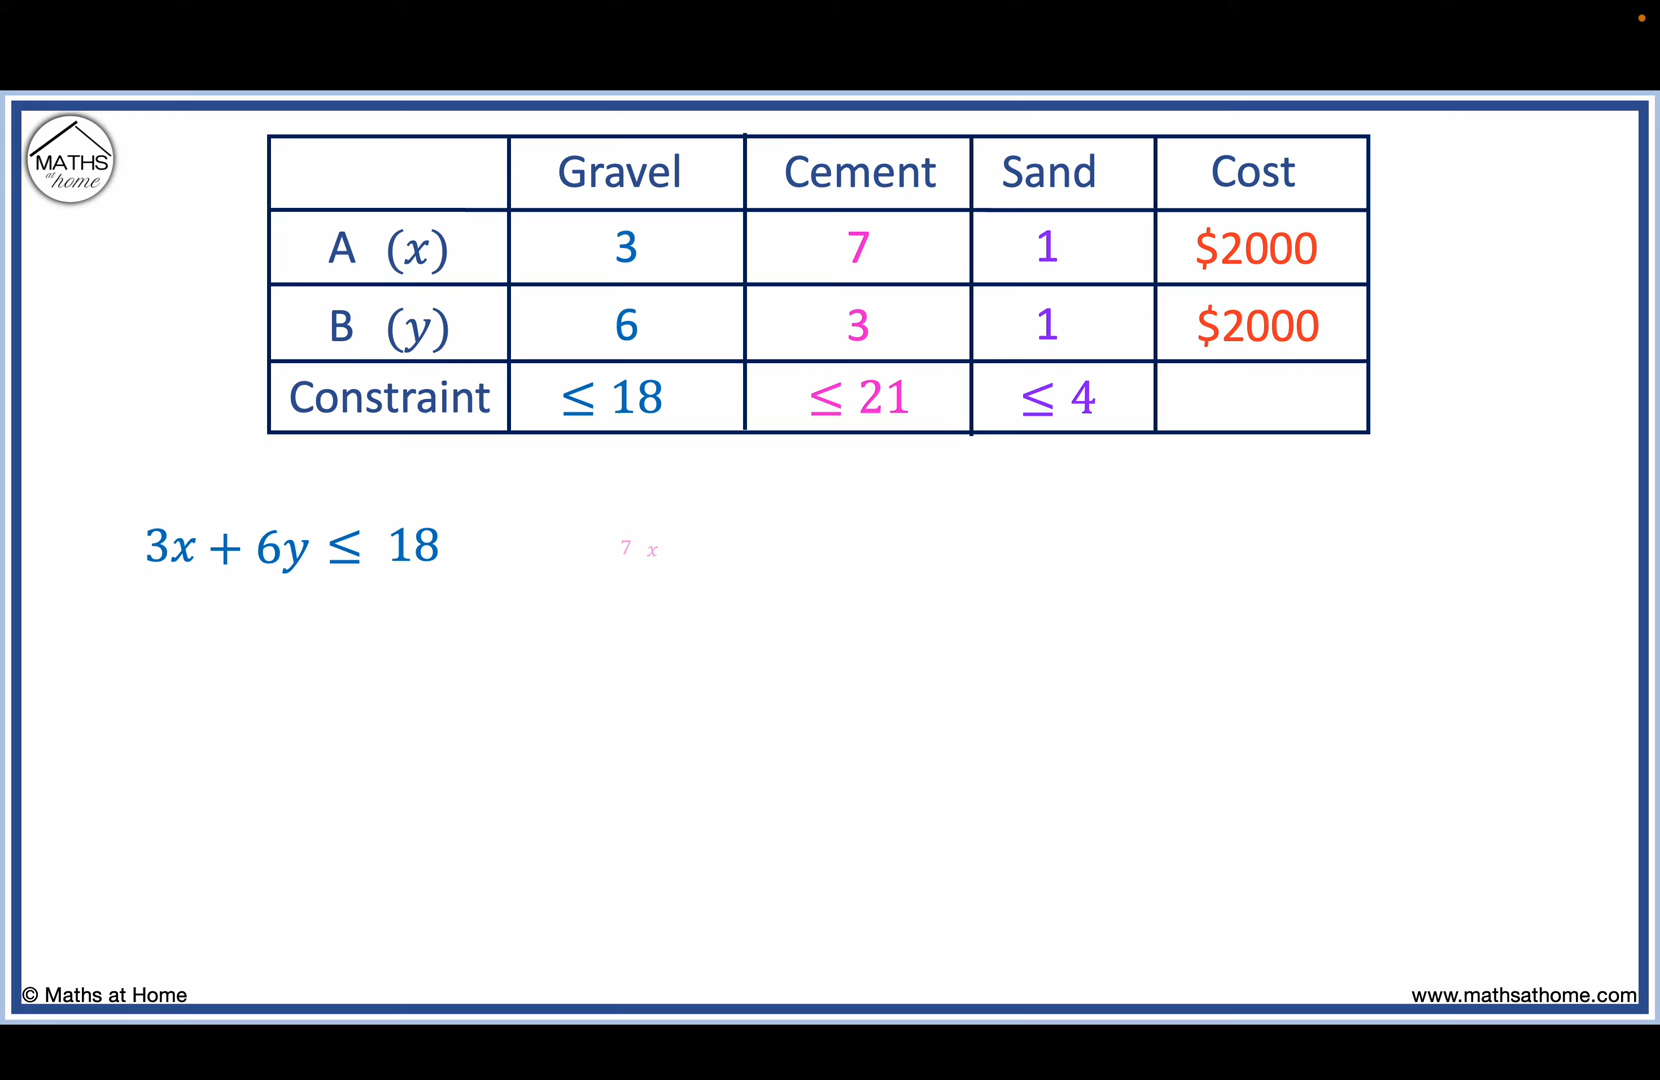 MATHS
at
home
Gravel Cement Sand Cost
A (x) 3 7 1 $2000
B (y) 6 3 1 $2000
Constraint ≤ 18 ≤ 21 ≤ 4
3x + 6y ≤ 18 7 x
© Maths at Home www.mathsathome.com